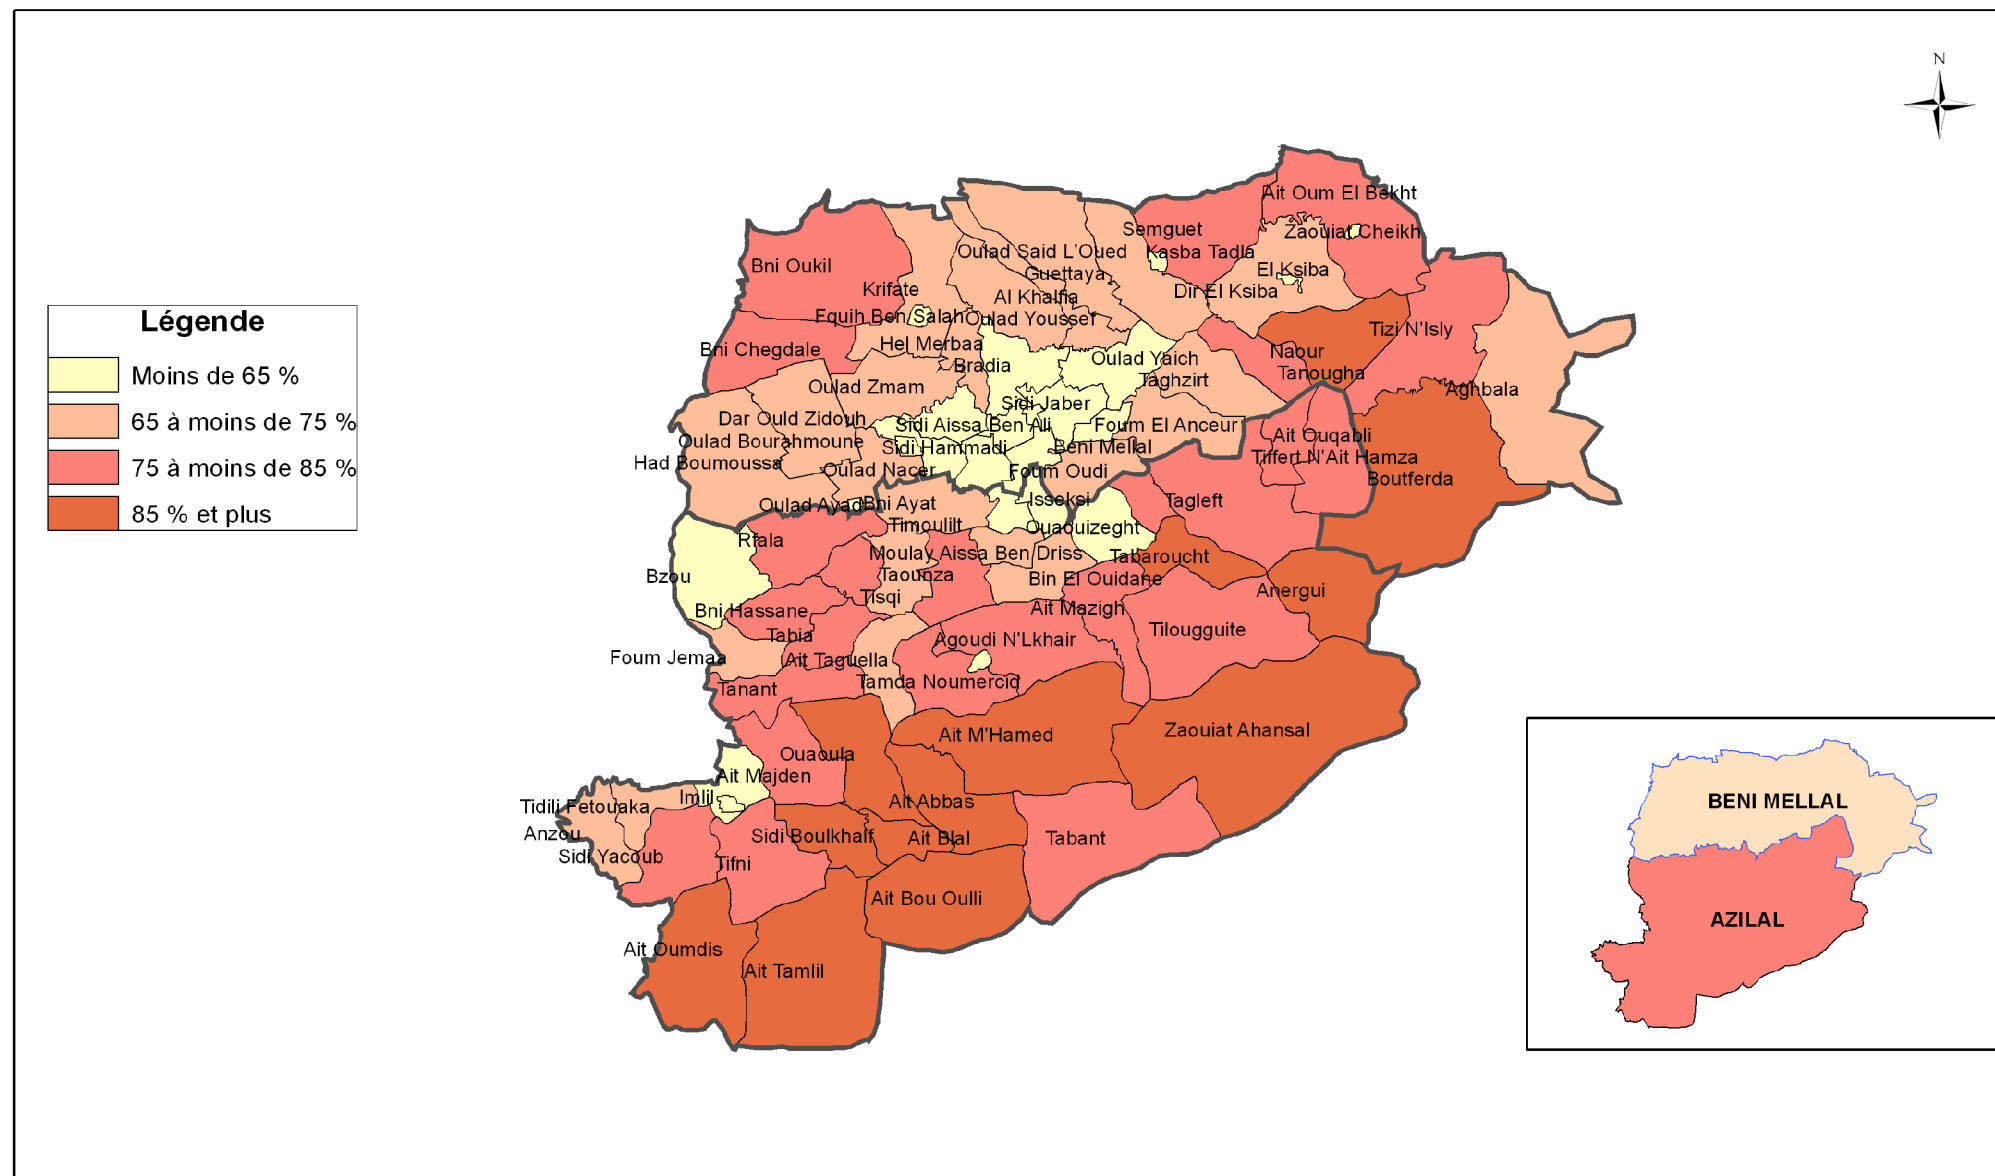 N
Ait Oum El Bekht
Semguet
Zaouiat Cheikh
Oulad Said L'Oued
Kasba Tadla
Bni Oukil
Guettaya
El Ksiba
Krifate
Al Khalfia
Dir El Ksiba
Fquih Ben Salah
Oulad Youssef
Tizi N'Isly
Hel Merbaa
Bni Chegdale
Naour
Oulad Yaich
Bradia
Tanougha
Taghzirt
Oulad Zmam
Aghbala
Sidi Jaber
Dar Ould Zidouh
Sidi Aissa Ben Ali
Foum El Anceur
Ait Ouqabli
Oulad Bourahmoune
Sidi Hammadi
Beni Mellal
Tiffert N'Ait Hamza
Had Boumoussa
Oulad Nacer
Foum Oudi
Boutferda
Oulad Ayad
Bni Ayat
Isseksi
Tagleft
Timoulilt
Ouaouizeght
Rfala
Moulay Aissa Ben Driss
Tabaroucht
Bzou
Taounza
Bin El Ouidane
Anergui
Tisqi
Bni Hassane
Ait Mazigh
Tabia
Agoudi N'Lkhair
Tilougguite
Foum Jemaa
Ait Taguella
Tanant
Tamda Noumercid
Ait M'Hamed
Zaouiat Ahansal
Ouaoula
Ait Majden
Imlil
Ait Abbas
Tidili Fetouaka
Anzou
Sidi Boulkhalf
Ait Blal
Tabant
Sidi Yacoub
Tifni
Ait Bou Oulli
Ait Oumdis
Ait Tamlil
Légende
Moins de 65 %
65 à moins de 75 %
75 à moins de 85 %
85 % et plus
BENI MELLAL
AZILAL